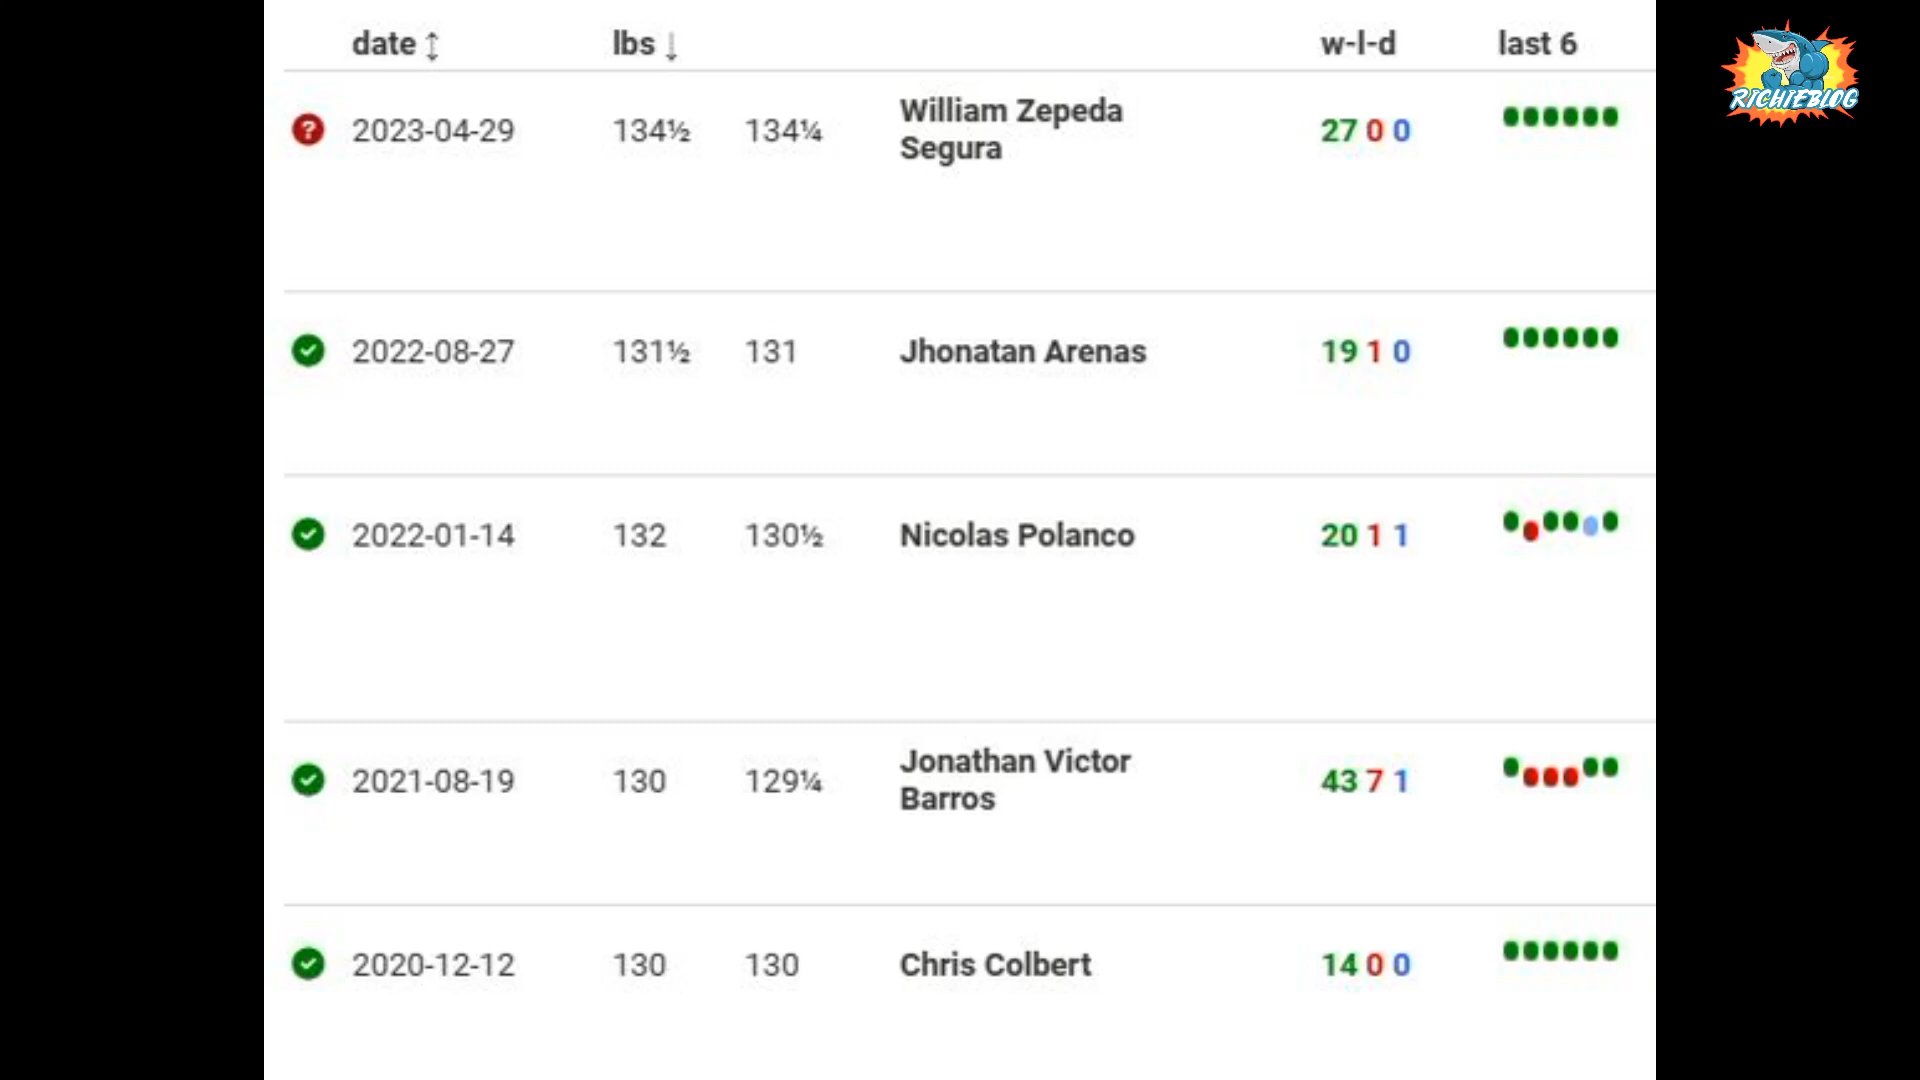 date ↕ lbs ↓ w-l-d last 6
RICHIEBLOG
? 2023-04-29 134½ 134¼ William Zepeda
Segura 27 0 0
2022-08-27 131½ 131 Jhonatan Arenas 19 1 0
2022-01-14 132 130½ Nicolas Polanco 20 1 1
2021-08-19 130 129¼ Jonathan Victor
Barros 43 7 1
2020-12-12 130 130 Chris Colbert 14 0 0